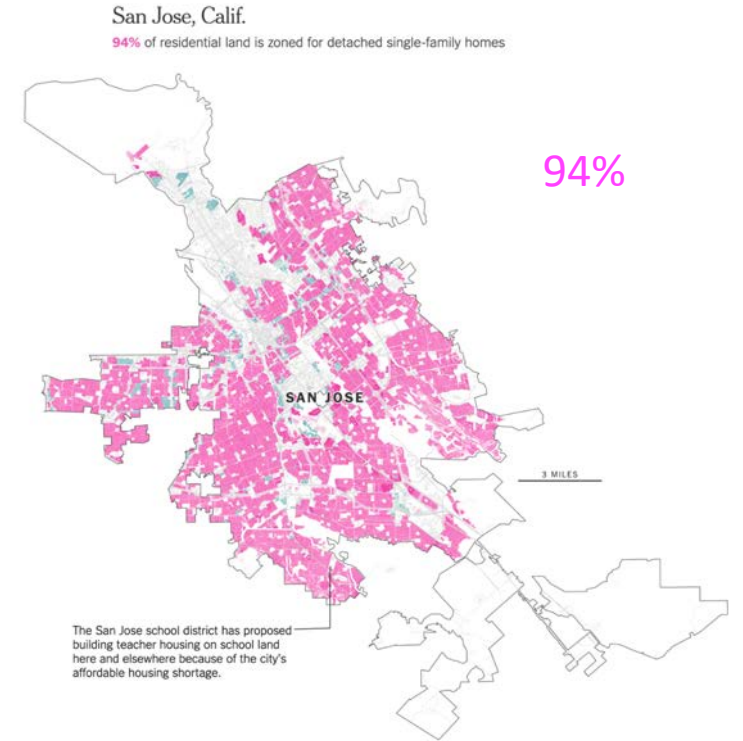 San Jose, Calif.
94% of residential land is zoned for detached single-family homes
94%
SAN JOSE
3 MILES
The San Jose school district has proposed
building teacher housing on school land
here and elsewhere because of the city's
affordable housing shortage.